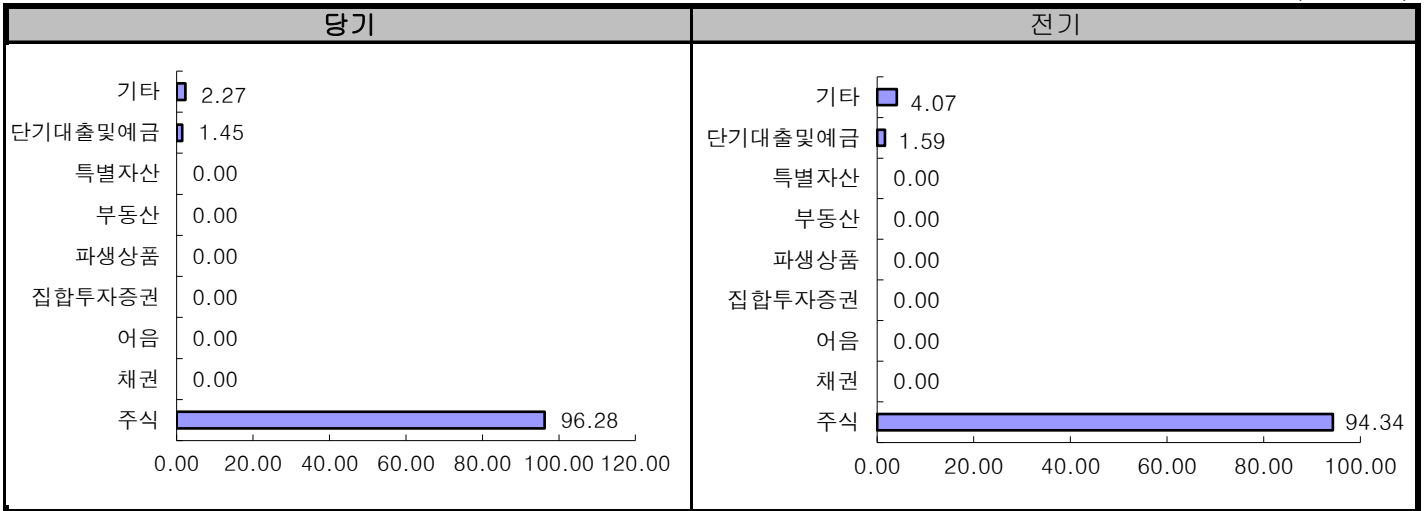 당기
전기
기타 2.27
단기대출및예금 1.45
특별자산 0.00
부동산 0.00
파생상품 0.00
집합투자증권 0.00
어음 0.00
채권 0.00
주식 96.28
0.00 20.00 40.00 60.00 80.00 100.00 120.00
기타 4.07
단기대출및예금 1.59
특별자산 0.00
부동산 0.00
파생상품 0.00
집합투자증권 0.00
어음 0.00
채권 0.00
주식 94.34
0.00 20.00 40.00 60.00 80.00 100.00